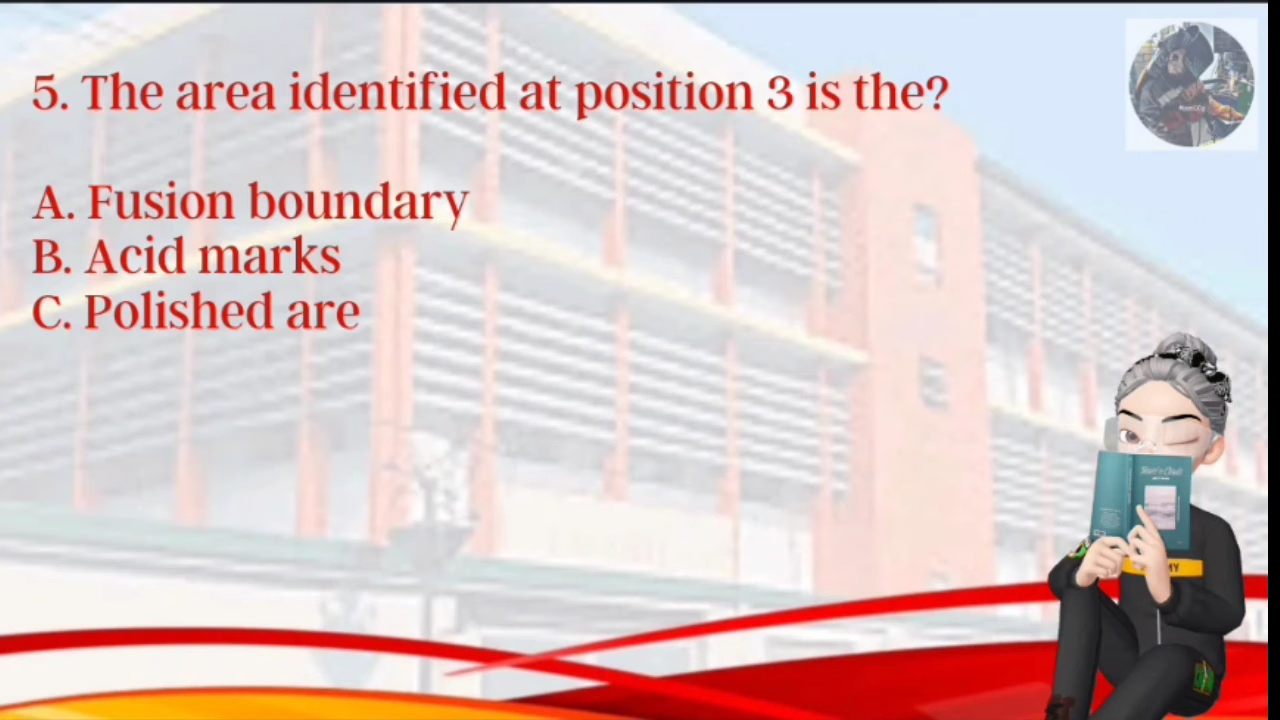 5. The area identified at position 3 is the?
A. Fusion boundary
B. Acid marks
C. Polished are